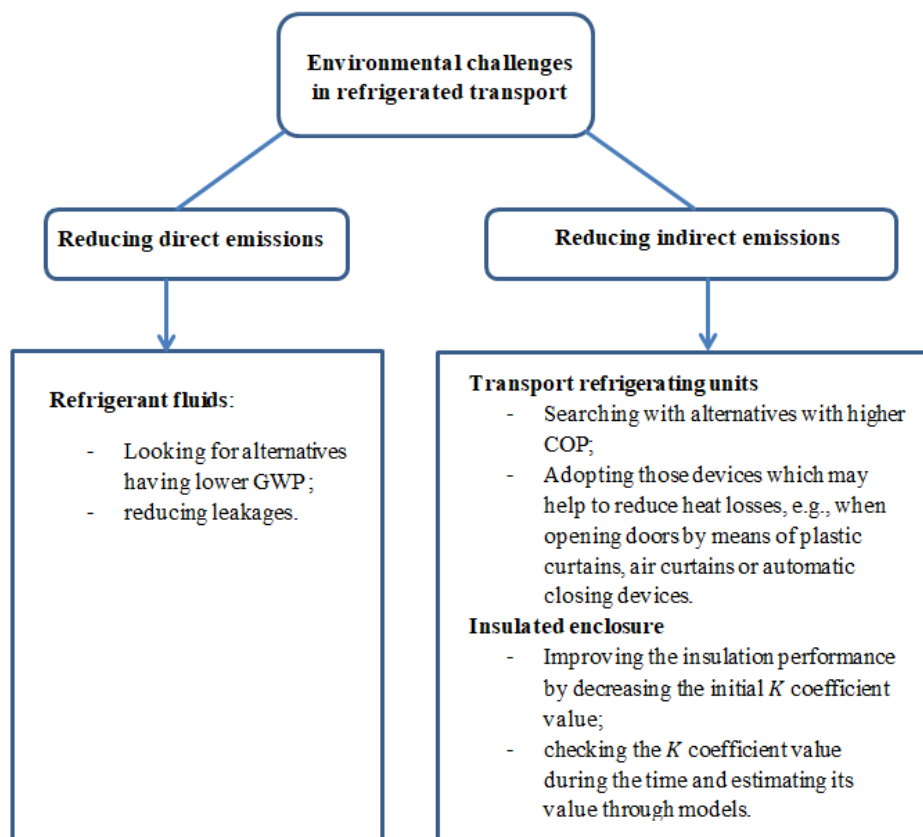 Environmental challenges
in refrigerated transport
Reducing direct emissions
Reducing indirect emissions
Refrigerant fluids:
- Looking for alternatives
having lower GWP;
- reducing leakages.
Transport refrigerating units
- Searching with alternatives with higher
COP;
- Adopting those devices which may
help to reduce heat losses, e.g., when
opening doors by means of plastic
curtains, air curtains or automatic
closing devices.
Insulated enclosure
- Improving the insulation performance
by decreasing the initial K coefficient
value;
- checking the K coefficient value
during the time and estimating its
value through models.